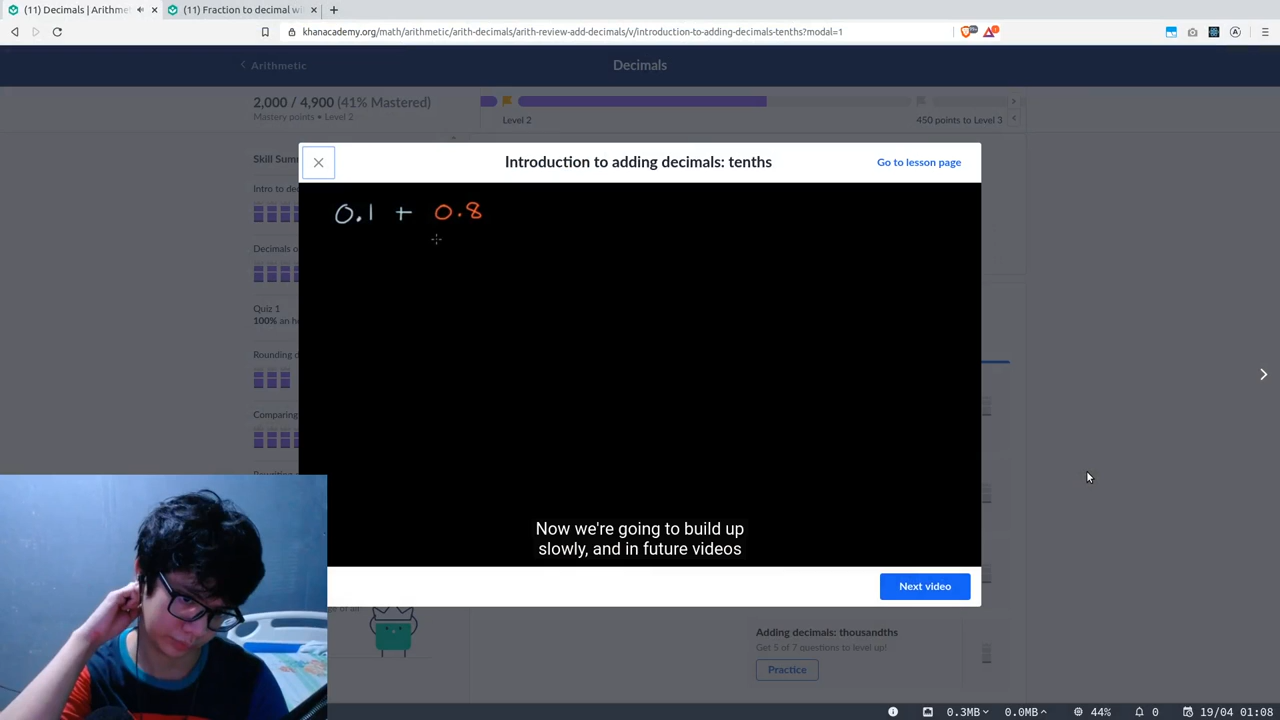 (11) Decimals | Arithme
(11) Fraction to decimal wi
khanacademy.org/math/arithmetic/arith-decimals/arith-review-add-decimals/v/introduction-to-adding-decimals-tenths?modal=1
Arithmetic
Decimals
2,000 / 4,900 (41% Mastered)
Mastery points • Level 2
Level 2
450 points to Level 3
Skill Sum
Intro to de
Decimals o
Quiz 1
100% an h
Rounding d
Comparing
Introduction to adding decimals: tenths
Go to lesson page
0.1 + 0.8
Now we're going to build up
slowly, and in future videos
Next video
Adding decimals: thousandths
Get 5 of 7 questions to level up!
Practice
0.3MB
0.0MB
44%
0
19/04 01:08